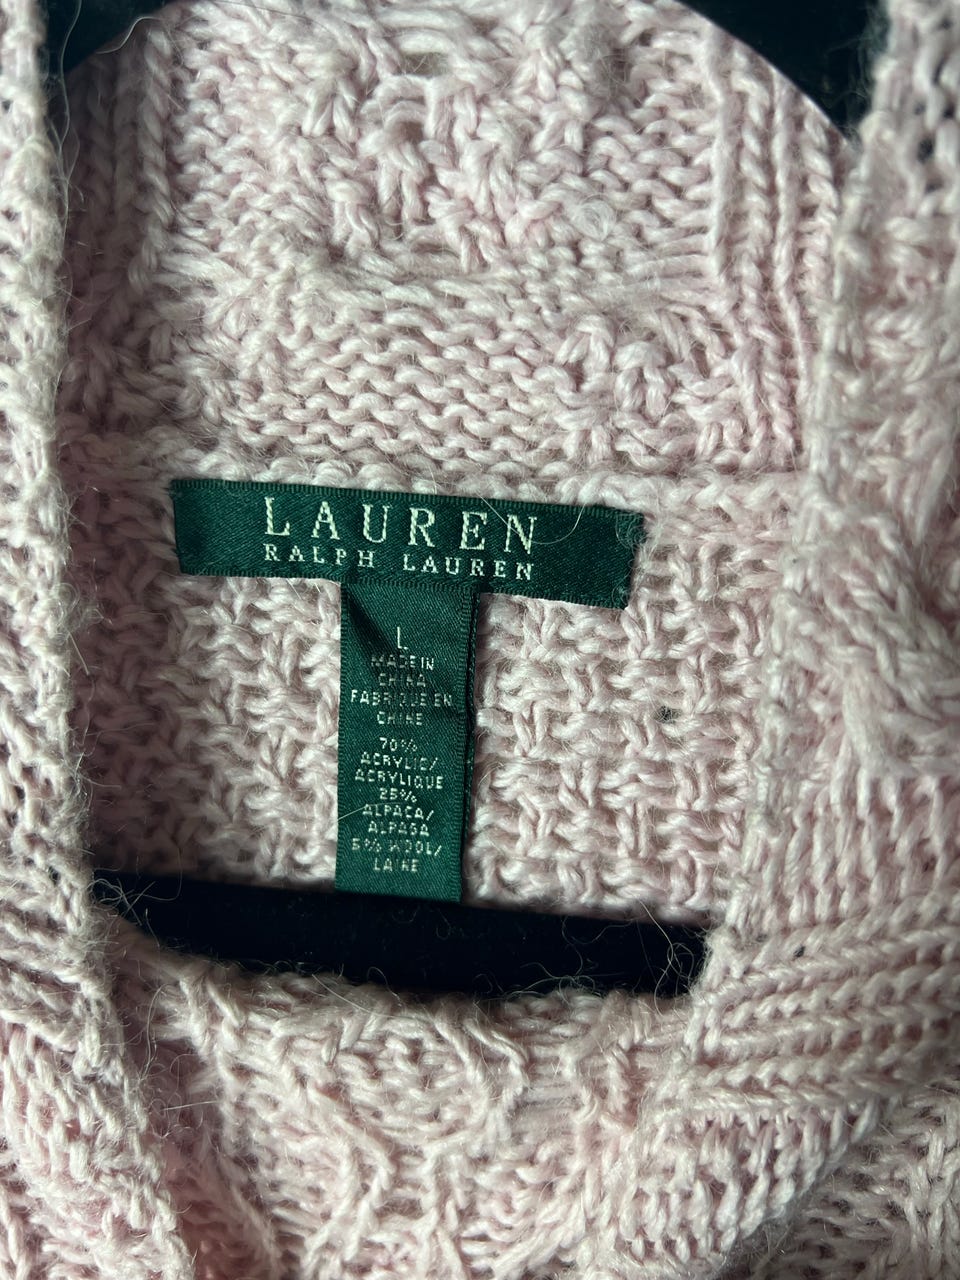 LAUREN
RALPH LAUREN
L
MADE IN
CHINA
FABRIQUE EN
CHINE
70%
ACRYLIC/
ACRYLIQUE
25%
ALPACA/
ALPAGA
5% WOOL/
LAINE